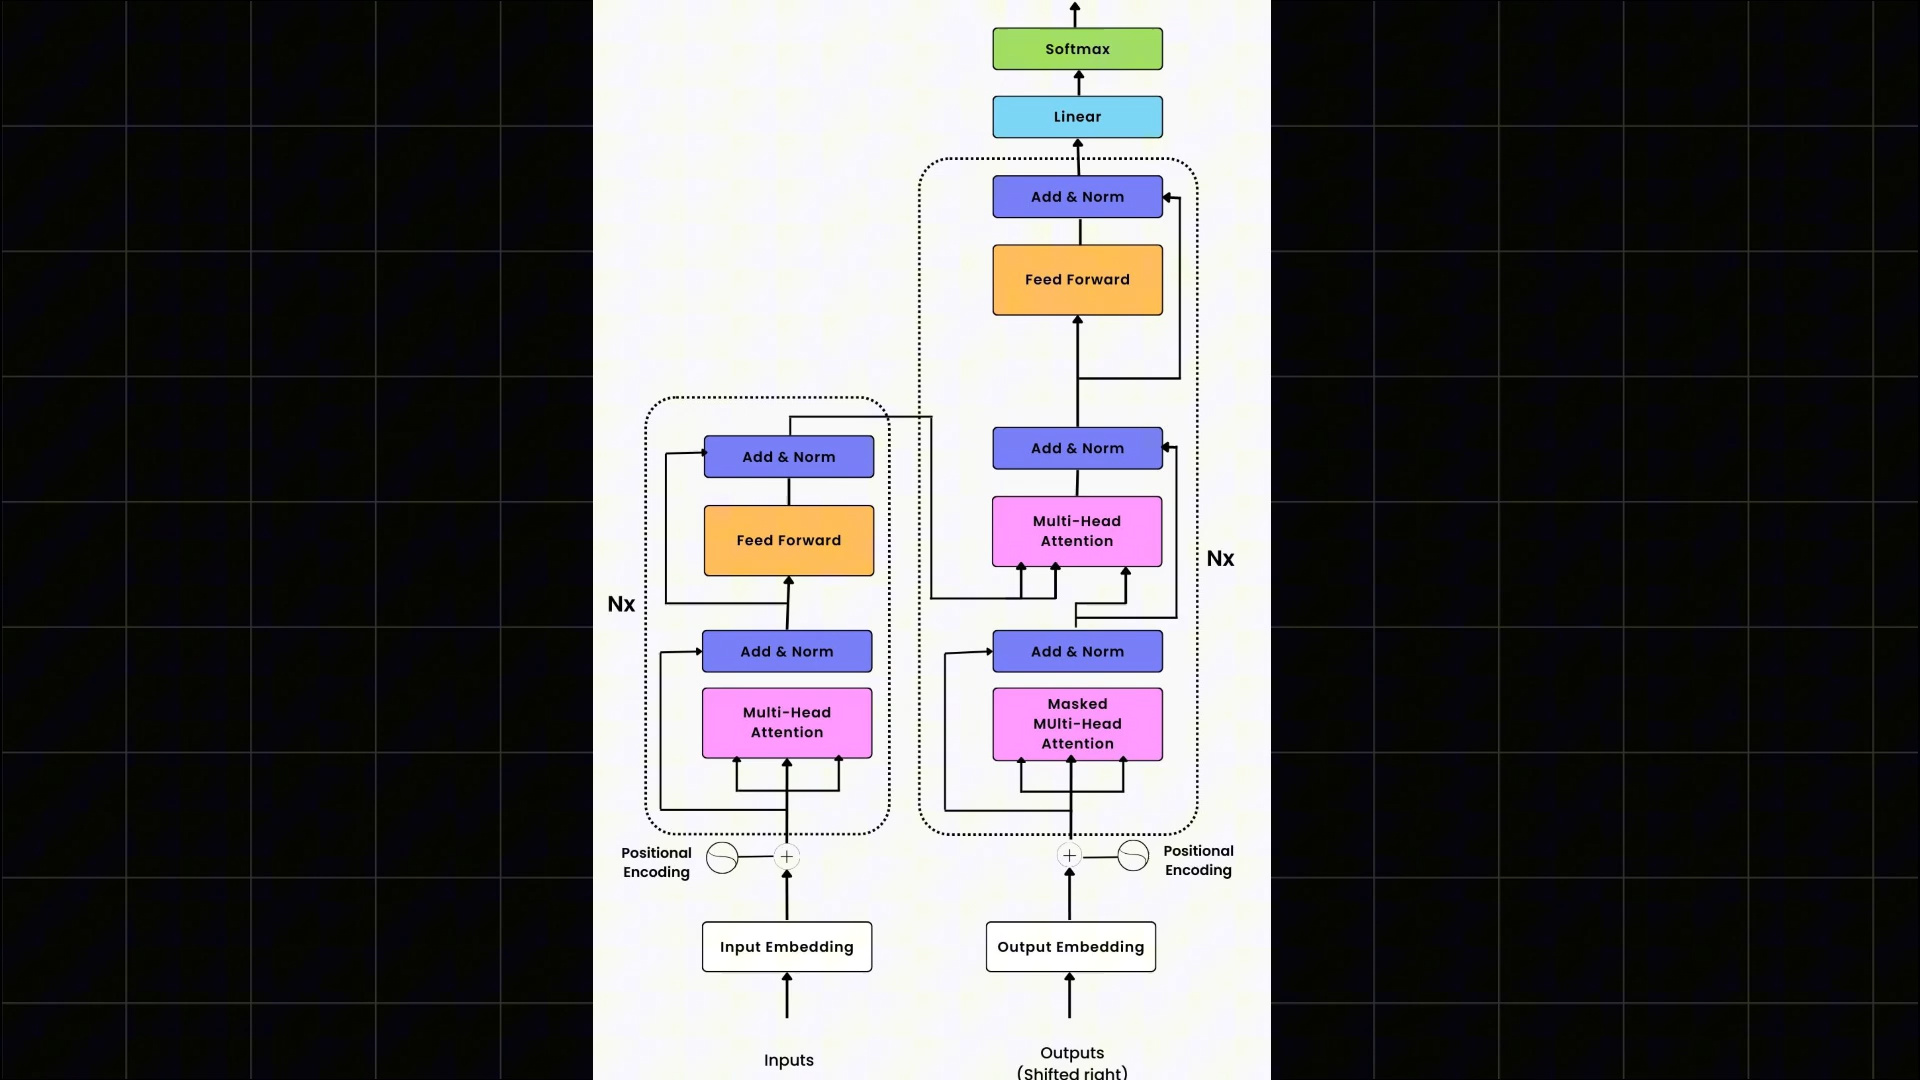 Softmax
Linear
Add & Norm
Feed Forward
Add & Norm
Multi-Head
Attention
Nx
Add & Norm
Masked
MUlti-Head
Attention
Positional
Encoding
Output Embedding
Outputs
(Shifted right)
Add & Norm
Feed Forward
Nx
Add & Norm
Multi-Head
Attention
Positional
Encoding
Input Embedding
Inputs